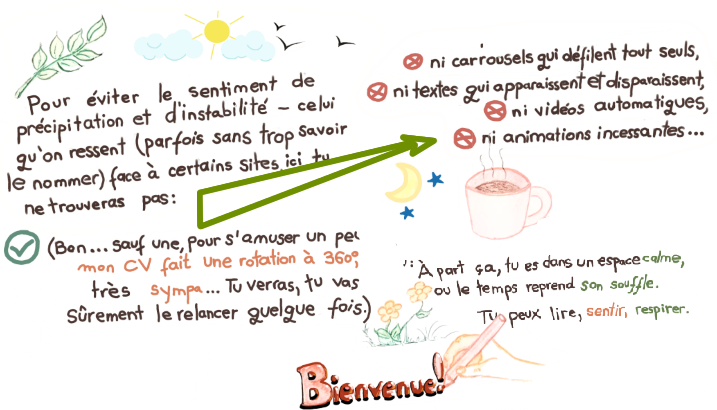 Pour éviter le sentiment de
précipitation et d'instabilité – celui
qu'on ressent (parfois sans trop savoir
le nommer) face à certains sites, ici tu
ne trouveras pas:
ni carrousels qui défilent tout seuls,
ni textes qui apparaissent et disparaissent,
ni vidéos automatiques,
ni animations incessantes...
(Bon... sauf une, pour s'amuser un peu
mon CV fait une rotation à 360°,
très sympa... Tu verras, tu vas
sûrement le relancer quelque fois.)
À part ça, tu es dans un espace calme,
ou le temps reprend son souffle.
Tu peux lire, sentir, respirer.
Bienvenue!